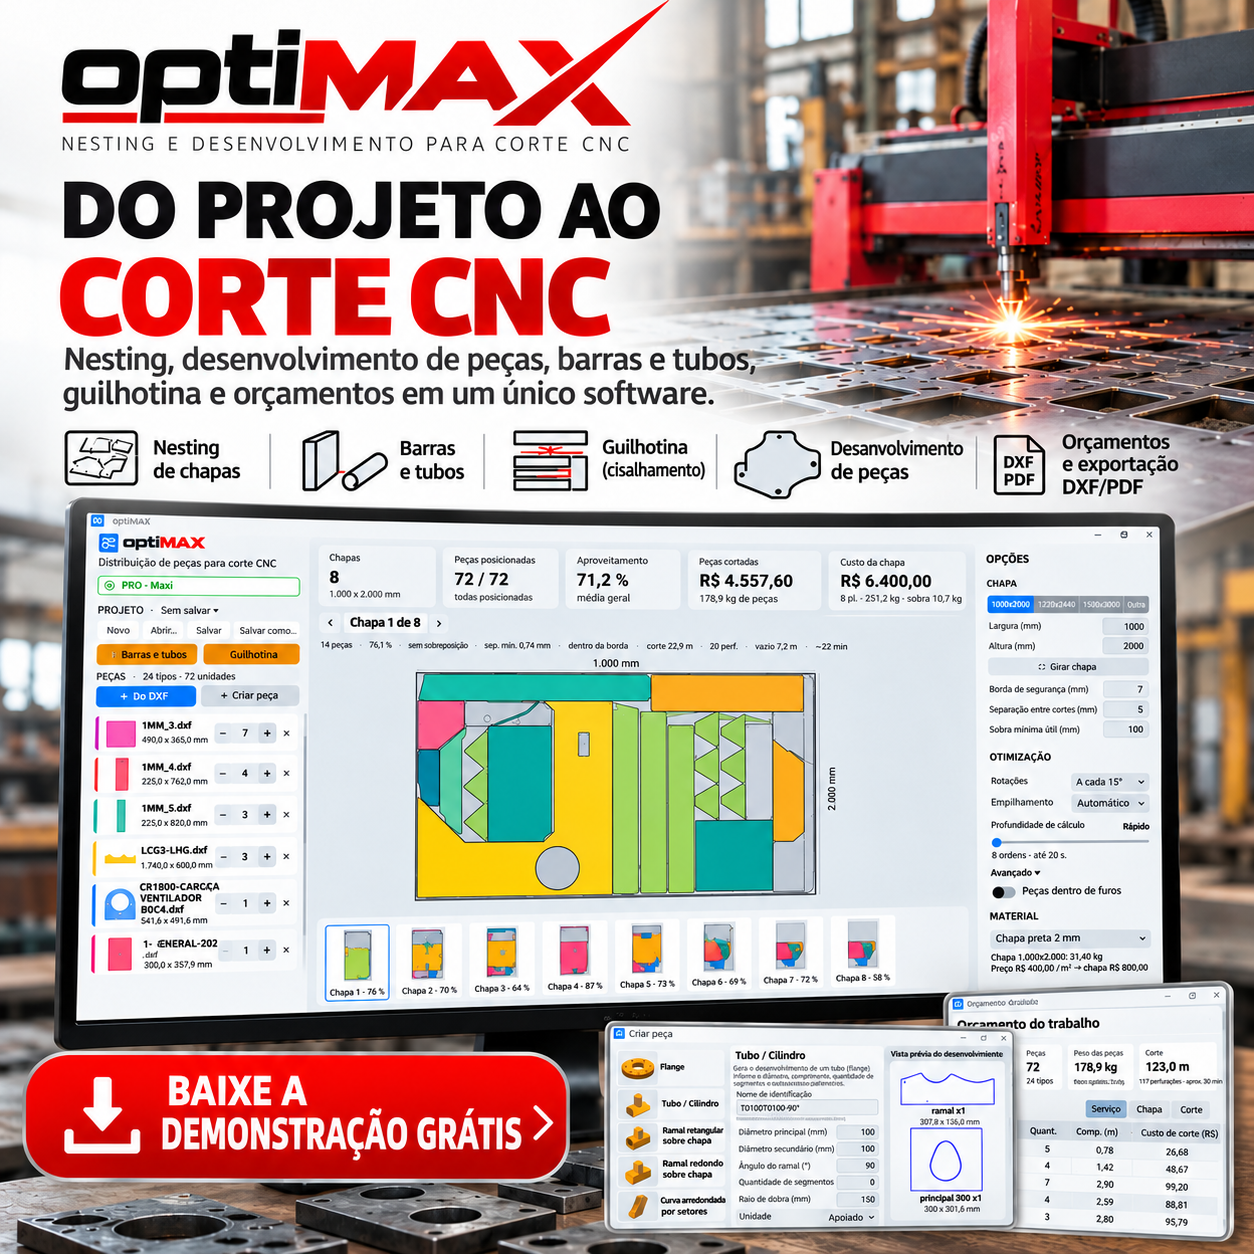 optiMAX
NESTING E DESENVOLVIMENTO PARA CORTE CNC
DO PROJETO AO
CORTE CNC
Nesting, desenvolvimento de peças, barras e tubos,
guilhotina e orçamentos em um único software.
Nesting
de chapas
Barras
e tubos
Guilhotina
(cisalhamento)
Desanvolvimento
de peças
DXF
PDF
Orçamentos
e exportação
DXF/PDF
optiMAX
optiMAX
Distribuição de peças para corte CNC
PRO - Maxi
PROJETO · Sem salvar
Novo Abrir... Salvar Salvar como...
Barras e tubos Guilhotina
PEÇAS · 24 tipos - 72 unidades
+ Do DXF + Criar peça
1MM_3.dxf
490,0 x 365,0 mm
− 7 + ×
1MM_4.dxf
225,0 x 762,0 mm
− 4 + ×
1MM_5.dxf
225,0 x 820,0 mm
− 3 + ×
LCG3-LHG.dxf
1.740,0 x 600,0 mm
− 3 + ×
VENTILADOR
541,6 x 491,6 mm
− 1 + ×
300,0 x 357,9 mm
− 1 + ×
Chapas
8
1.000 x 2.000 mm
Peças posicionadas
72 / 72
todas posicionadas
Aproveitamento
71,2 %
média geral
Peças cortadas
R$ 4.557,60
178,9 kg de peças
Custo da chapa
R$ 6.400,00
8 pl. - 251,2 kg - sobra 10,7 kg
‹ Chapa 1 de 8 ›
14 peças · 76,1 % · sem sobreposição · sep. min. 0,74 mm · dentro da borda · corte 22,9 m · 20 perf. · vazio 7,2 m · ~22 min
1.000 mm
2.000 mm
Chapa 1 - 76 %
Chapa 2 - 70 %
Chapa 3 - 64 %
Chapa 4 - 87 %
Chapa 5 - 73 %
Chapa 6 - 69 %
Chapa 7 - 72 %
Chapa 8 - 58 %
OPÇÕES
CHAPA
1000x2000 1220x2440 1500x3000 Outra
Largura (mm) 1000
Altura (mm) 2000
Girar chapa
Borda de segurança (mm) 7
Separação entre cortes (mm) 5
Sobra mínima útil (mm) 100
OTIMIZAÇÃO
Rotações A cada 15°
Empilhamento Automático
Profundidade de cálculo Rápido
8 ordens - até 20 s.
Avançado
Peças dentro de furos
MATERIAL
Chapa preta 2 mm
Chapa 1.000x2.000: 31,40 kg
Preço R$ 400,00 / m² → chapa R$ 800,00
BAIXE A
DEMONSTRAÇÃO GRÁTIS
Criar peça
Flange
Tubo / Cilindro
Ramal retangular
sobre chapa
Ramal redondo
sobre chapa
Curva arredondada
por setores
Tubo / Cilindro
Gera o desenvolvimento de um tubo (flange)
Nome de identificação
T0100T0100-90°
Diâmetro principal (mm) 100
Diâmetro secundário (mm) 100
Ângulo do ramal (°) 90
Quantidade de segmentos 0
Raio de dobra (mm) 150
Unidade Apoiado
Vista prévia do desenvolvimiente
ramal x1
307,8 x 136,0 mm
principal 300 x1
300 x 301,6 mm
Orçamento
Orçamento do trabalho
Peças
72
24 tipos
Peso das peças
178,9 kg
Corte
123,0 m
117 perfurações - aprox. 30 min
Serviço Chapa Corte
Quant. Comp. (m) Custo de corte (R$)
5 0,78 26,68
4 1,42 48,67
7 2,90 99,20
4 2,59 88,81
3 2,80 95,79